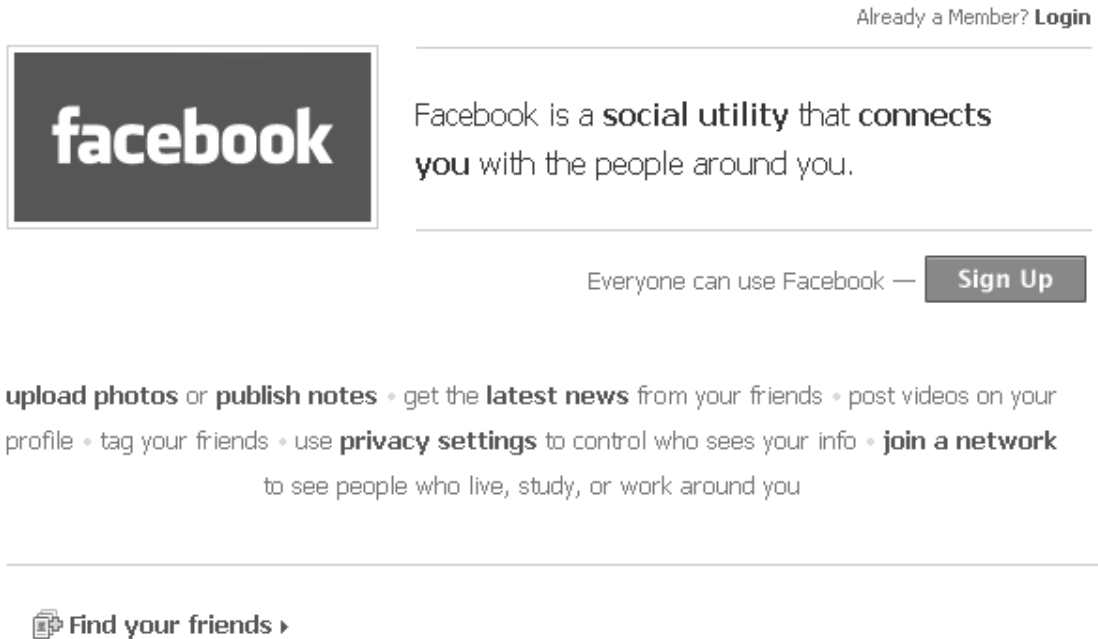 Already a Member? Login
facebook
Facebook is a social utility that connects
you with the people around you.
Everyone can use Facebook — Sign Up
upload photos or publish notes • get the latest news from your friends • post videos on your
profile • tag your friends • use privacy settings to control who sees your info • join a network
to see people who live, study, or work around you
Find your friends ▸